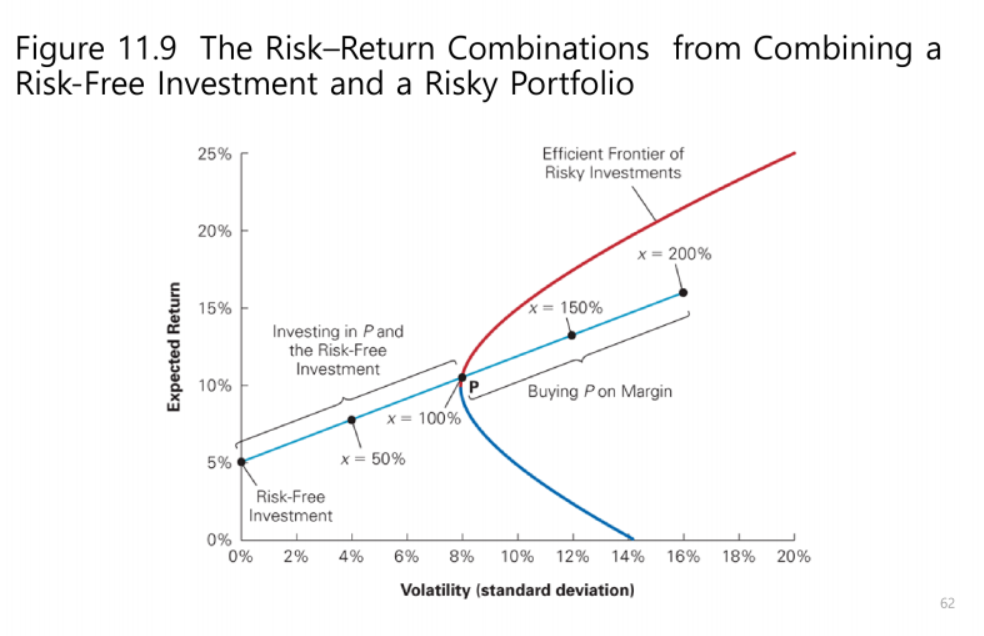 Figure 11.9 The Risk–Return Combinations from Combining a
Risk-Free Investment and a Risky Portfolio
25%
20%
15%
10%
5%
0%
Expected Return
Efficient Frontier of
Risky Investments
x = 200%
x = 150%
Investing in P and
the Risk-Free
Investment
P
Buying P on Margin
x = 100%
x = 50%
Risk-Free
Investment
0% 2% 4% 6% 8% 10% 12% 14% 16% 18% 20%
Volatility (standard deviation)
62